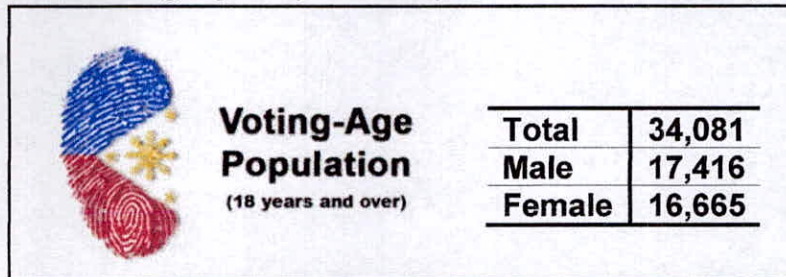 Voting-Age
Population
(18 years and over)
Total 34,081
Male 17,416
Female 16,665